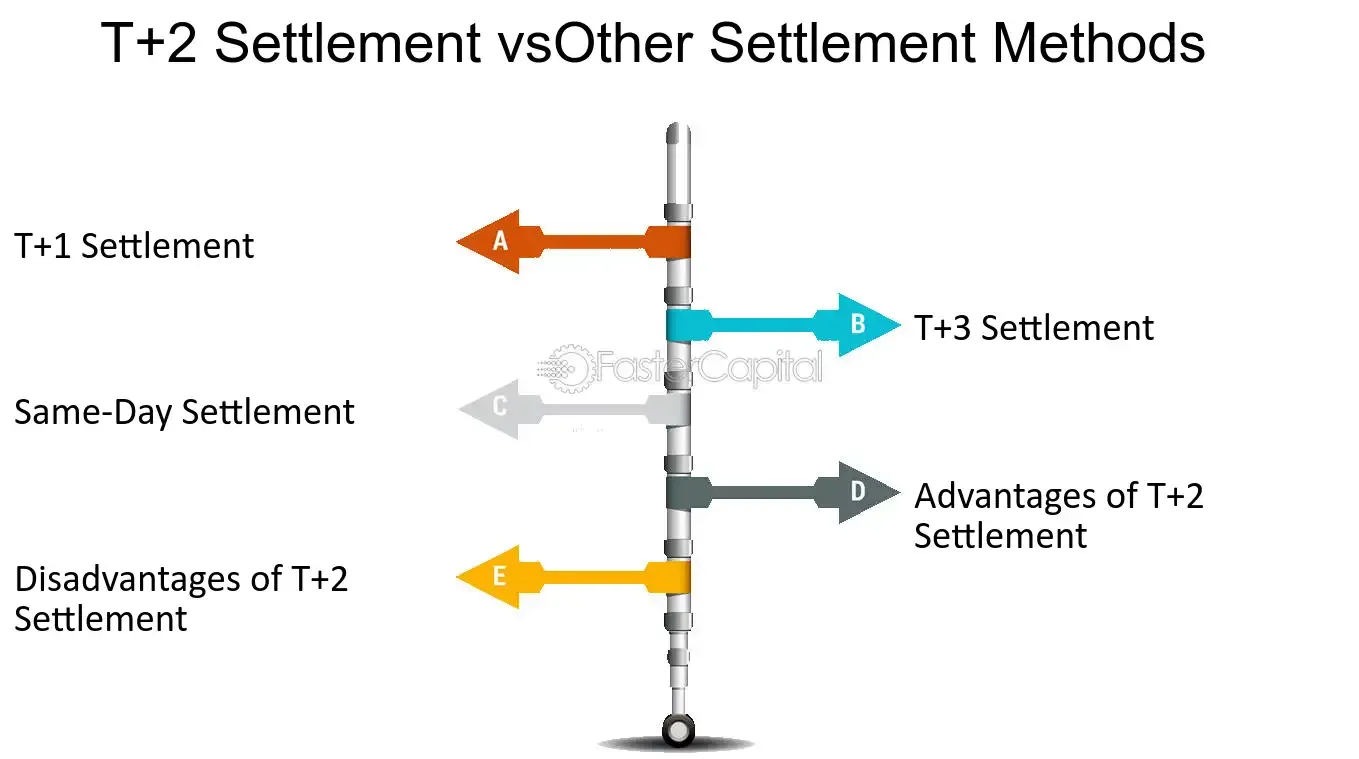 T+2 Settlement vsOther Settlement Methods
A
T+1 Settlement
B
T+3 Settlement
FasterCapital
C
Same-Day Settlement
D
Advantages of T+2
Settlement
E
Disadvantages of T+2
Settlement